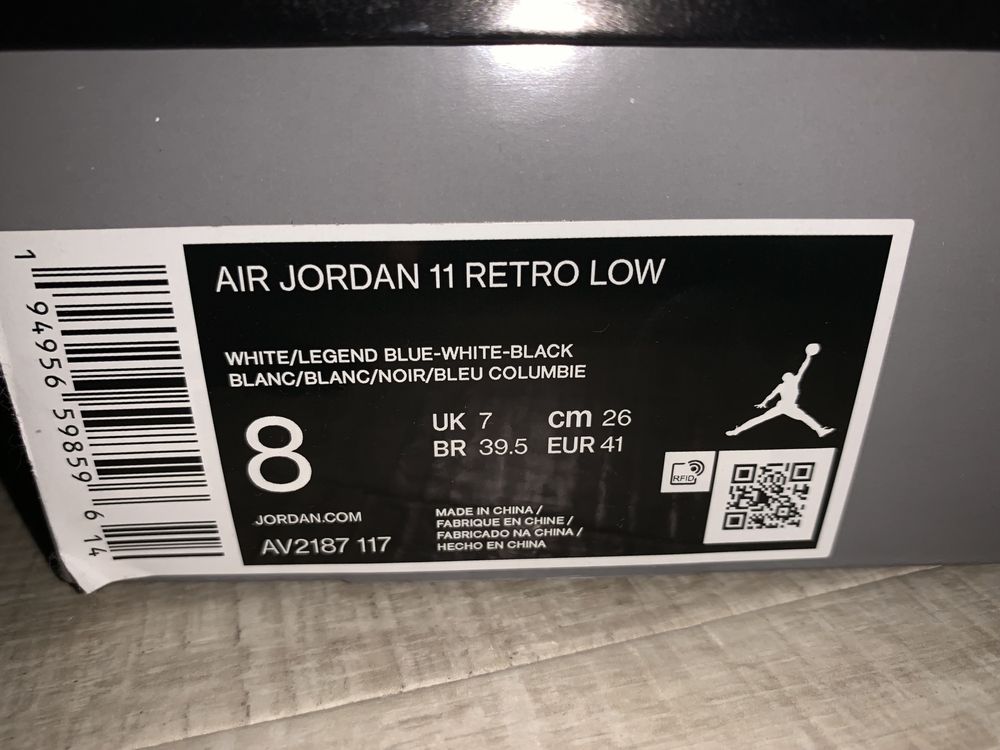 AIR JORDAN 11 RETRO LOW
WHITE/LEGEND BLUE-WHITE-BLACK
BLANC/BLANC/NOIR/BLEU COLUMBIE
8
UK 7 cm 26
BR 39.5 EUR 41
JORDAN.COM
AV2187 117
MADE IN CHINA /
FABRIQUE EN CHINE /
FABRICADO NA CHINA /
HECHO EN CHINA
RFID
1 94956 59859 6 14